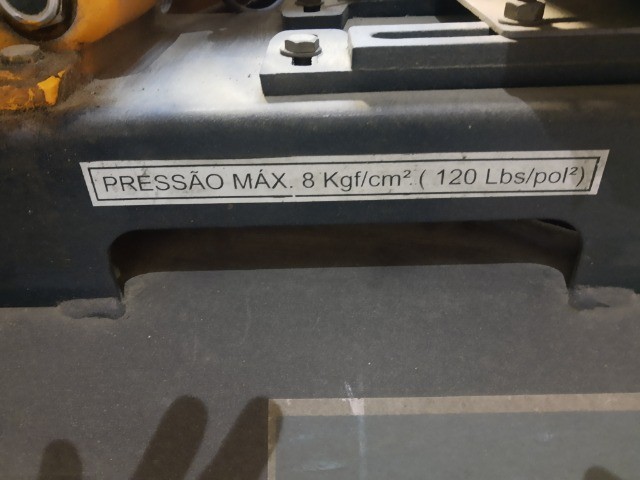 PRESSÃO MÁX. 8 Kgf/cm². ( 120 Lbs/pol²)